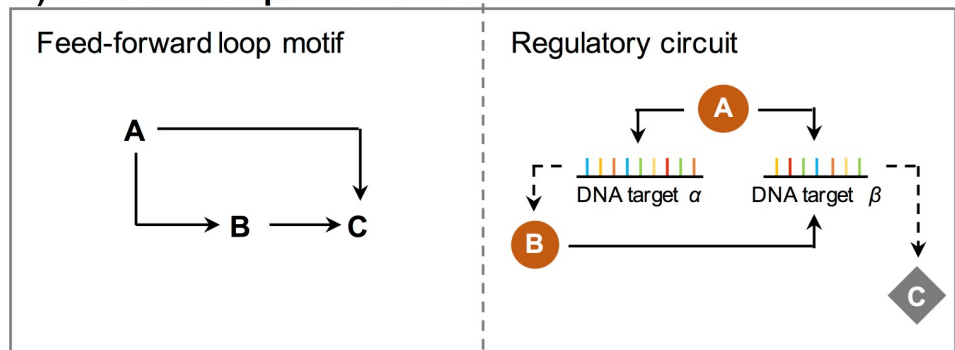 Feed-forward loop motif
A
B
C
Regulatory circuit
A
DNA target α
DNA target β
B
C